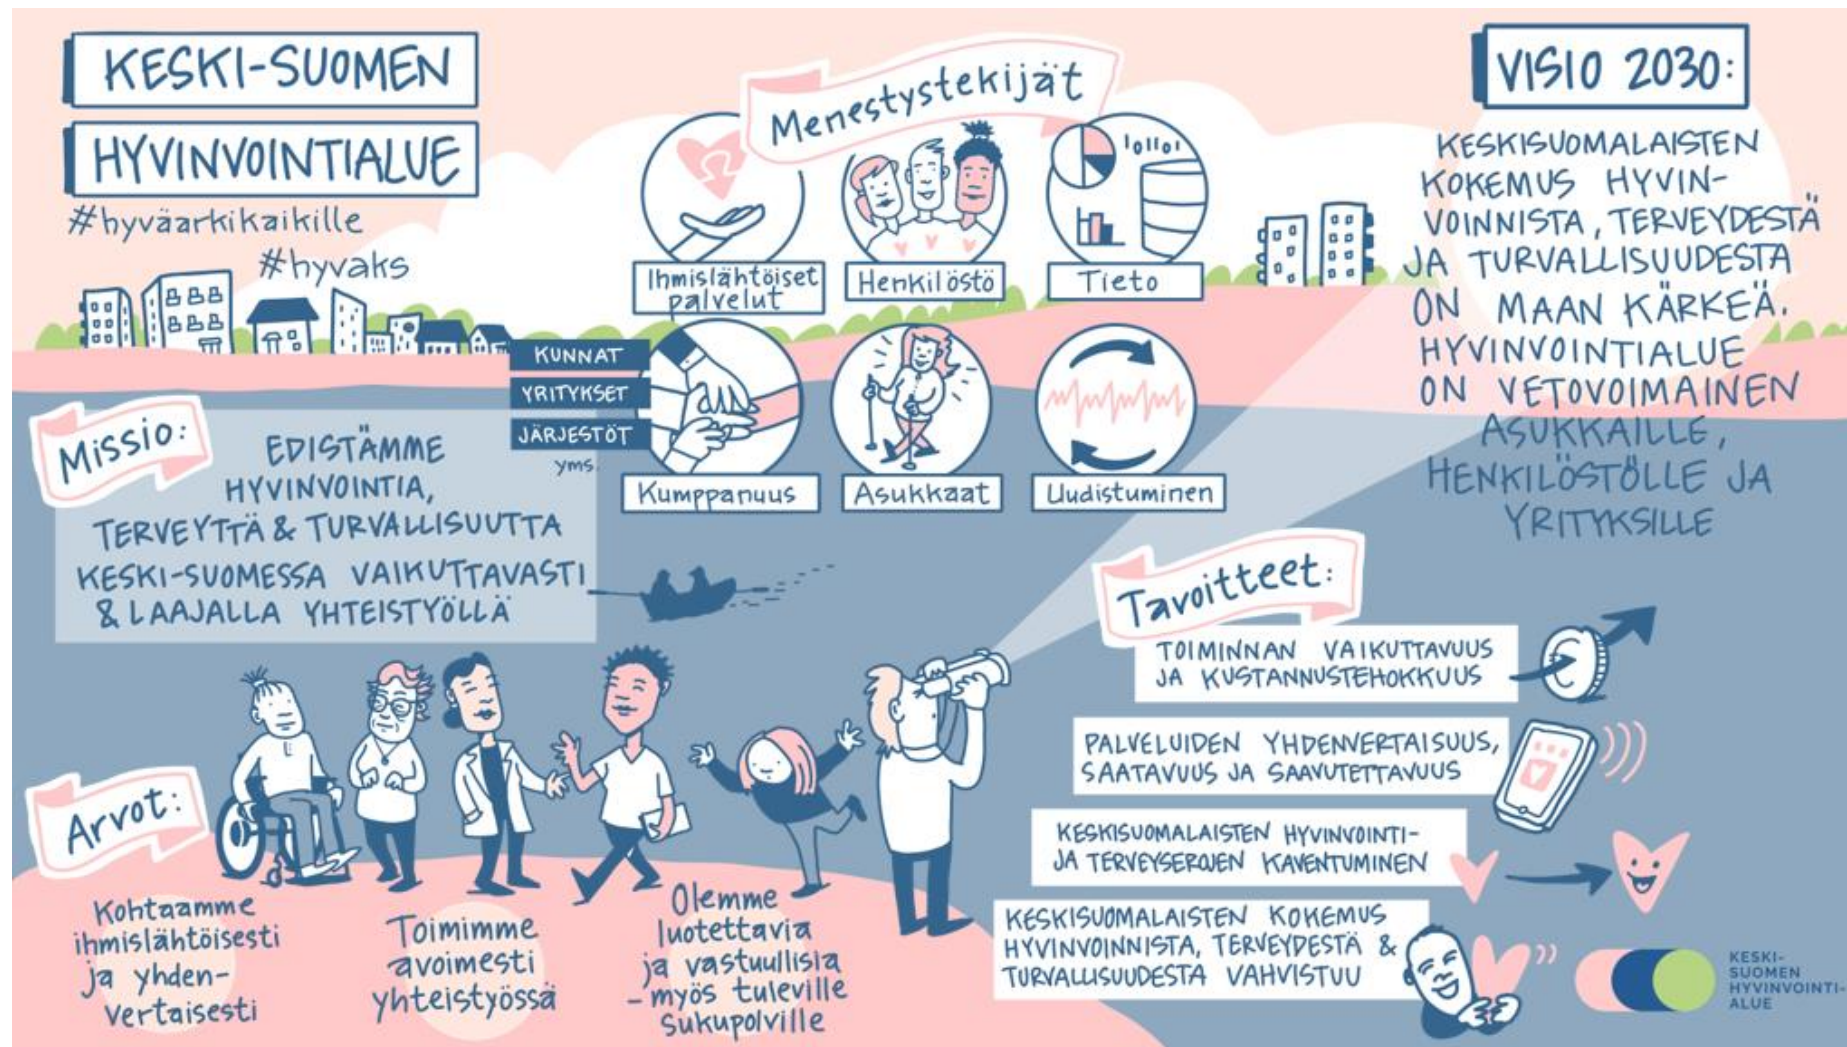 KESKI-SUOMEN
HYVINVOINTIALUE
#hyväarkikaikille
#hyvaks
Menestystekijät
Ihmislähtöiset
palvelut
Henkilöstö
101101
Tieto
KUNNAT
YRITYKSET
JÄRJESTÖT
yms.
Kumppanuus
Asukkaat
Uudistuminen
VISIO 2030:
KESKISUOMALAISTEN
KOKEMUS HYVIN-
VOINNISTA, TERVEYDESTÄ
JA TURVALLISUUDESTA
ON MAAN KÄRKEÄ.
HYVINVOINTIALUE
ON VETOVOIMAINEN
ASUKKAILLE,
HENKILÖSTÖLLE JA
YRITYKSILLE
Missio:
EDISTÄMME
HYVINVOINTIA,
TERVEYTTÄ & TURVALLISUUTTA
KESKI-SUOMESSA VAIKUTTAVASTI
& LAAJALLA YHTEISTYÖLLÄ
Arvot:
Kohtaamme
ihmislähtöisesti
ja yhden-
vertaisesti
Toimimme
avoimesti
yhteistyössä
Olemme
luotettavia
ja vastuullisia
– myös tuleville
sukupolville
Tavoitteet:
TOIMINNAN VAIKUTTAVUUS
JA KUSTANNUSTEHOKKUUS
PALVELUIDEN YHDENVERTAISUUS,
SAATAVUUS JA SAAVUTETTAVUUS
KESKISUOMALAISTEN HYVINVOINTI-
JA TERVEYSEROJEN KAVENTUMINEN
KESKISUOMALAISTEN KOKEMUS
HYVINVOINNISTA, TERVEYDESTÄ &
TURVALLISUUDESTA VAHVISTUU
KESKI-
SUOMEN
HYVINVOINTI-
ALUE